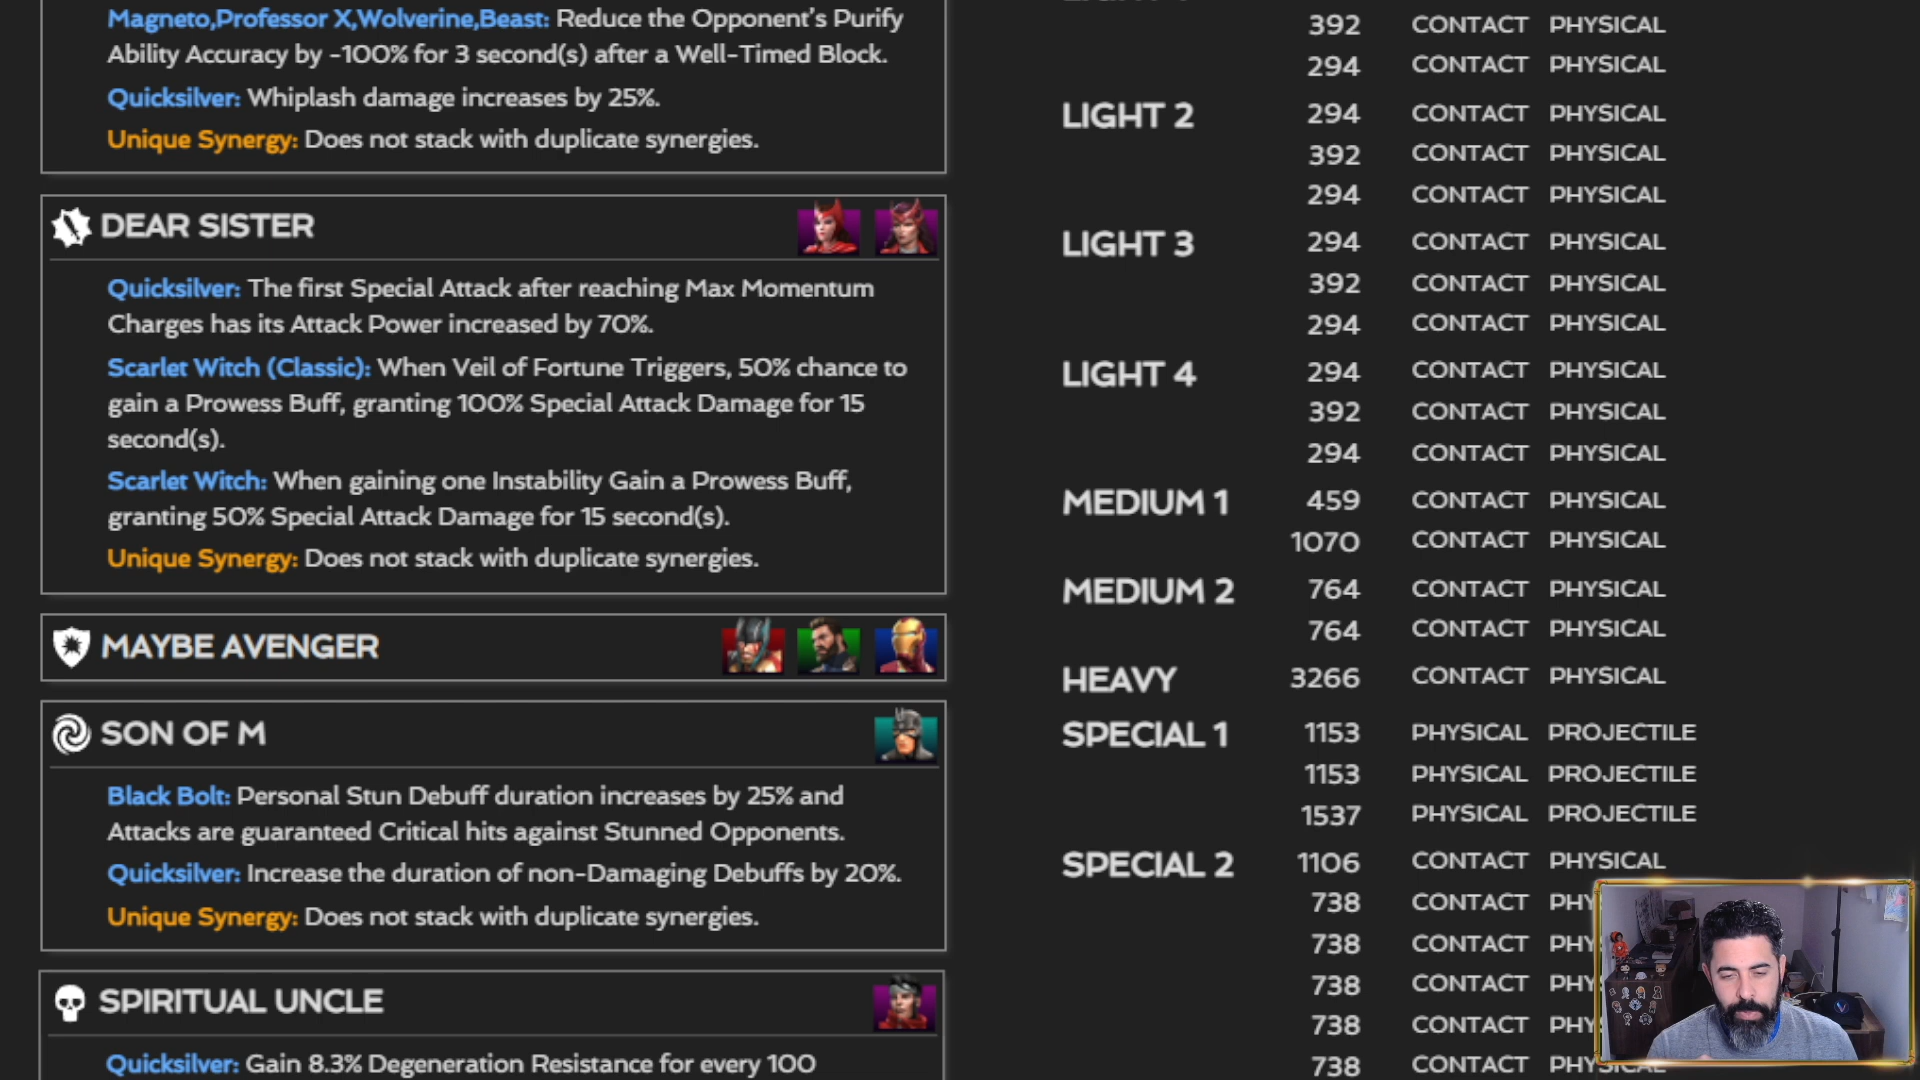 Magneto,Professor X,Wolverine,Beast: Reduce the Opponent's Purify
Ability Accuracy by -100% for 3 second(s) after a Well-Timed Block.
Quicksilver: Whiplash damage increases by 25%.
Unique Synergy: Does not stack with duplicate synergies.
DEAR SISTER
Quicksilver: The first Special Attack after reaching Max Momentum
Charges has its Attack Power increased by 70%.
Scarlet Witch (Classic): When Veil of Fortune Triggers, 50% chance to
gain a Prowess Buff, granting 100% Special Attack Damage for 15
second(s).
Scarlet Witch: When gaining one Instability Gain a Prowess Buff,
granting 50% Special Attack Damage for 15 second(s).
Unique Synergy: Does not stack with duplicate synergies.
MAYBE AVENGER
SON OF M
Black Bolt: Personal Stun Debuff duration increases by 25% and
Attacks are guaranteed Critical hits against Stunned Opponents.
Quicksilver: Increase the duration of non-Damaging Debuffs by 20%.
Unique Synergy: Does not stack with duplicate synergies.
SPIRITUAL UNCLE
Quicksilver: Gain 8.3% Degeneration Resistance for every 100
392 CONTACT PHYSICAL
294 CONTACT PHYSICAL
LIGHT 2 294 CONTACT PHYSICAL
392 CONTACT PHYSICAL
294 CONTACT PHYSICAL
LIGHT 3 294 CONTACT PHYSICAL
392 CONTACT PHYSICAL
294 CONTACT PHYSICAL
LIGHT 4 294 CONTACT PHYSICAL
392 CONTACT PHYSICAL
294 CONTACT PHYSICAL
MEDIUM 1 459 CONTACT PHYSICAL
1070 CONTACT PHYSICAL
MEDIUM 2 764 CONTACT PHYSICAL
764 CONTACT PHYSICAL
HEAVY 3266 CONTACT PHYSICAL
SPECIAL 1 1153 PHYSICAL PROJECTILE
1153 PHYSICAL PROJECTILE
1537 PHYSICAL PROJECTILE
SPECIAL 2 1106 CONTACT PHYSICAL
738 CONTACT PHY
738 CONTACT PHY
738 CONTACT PHY
738 CONTACT PHY
738 CONTACT PHYSICAL